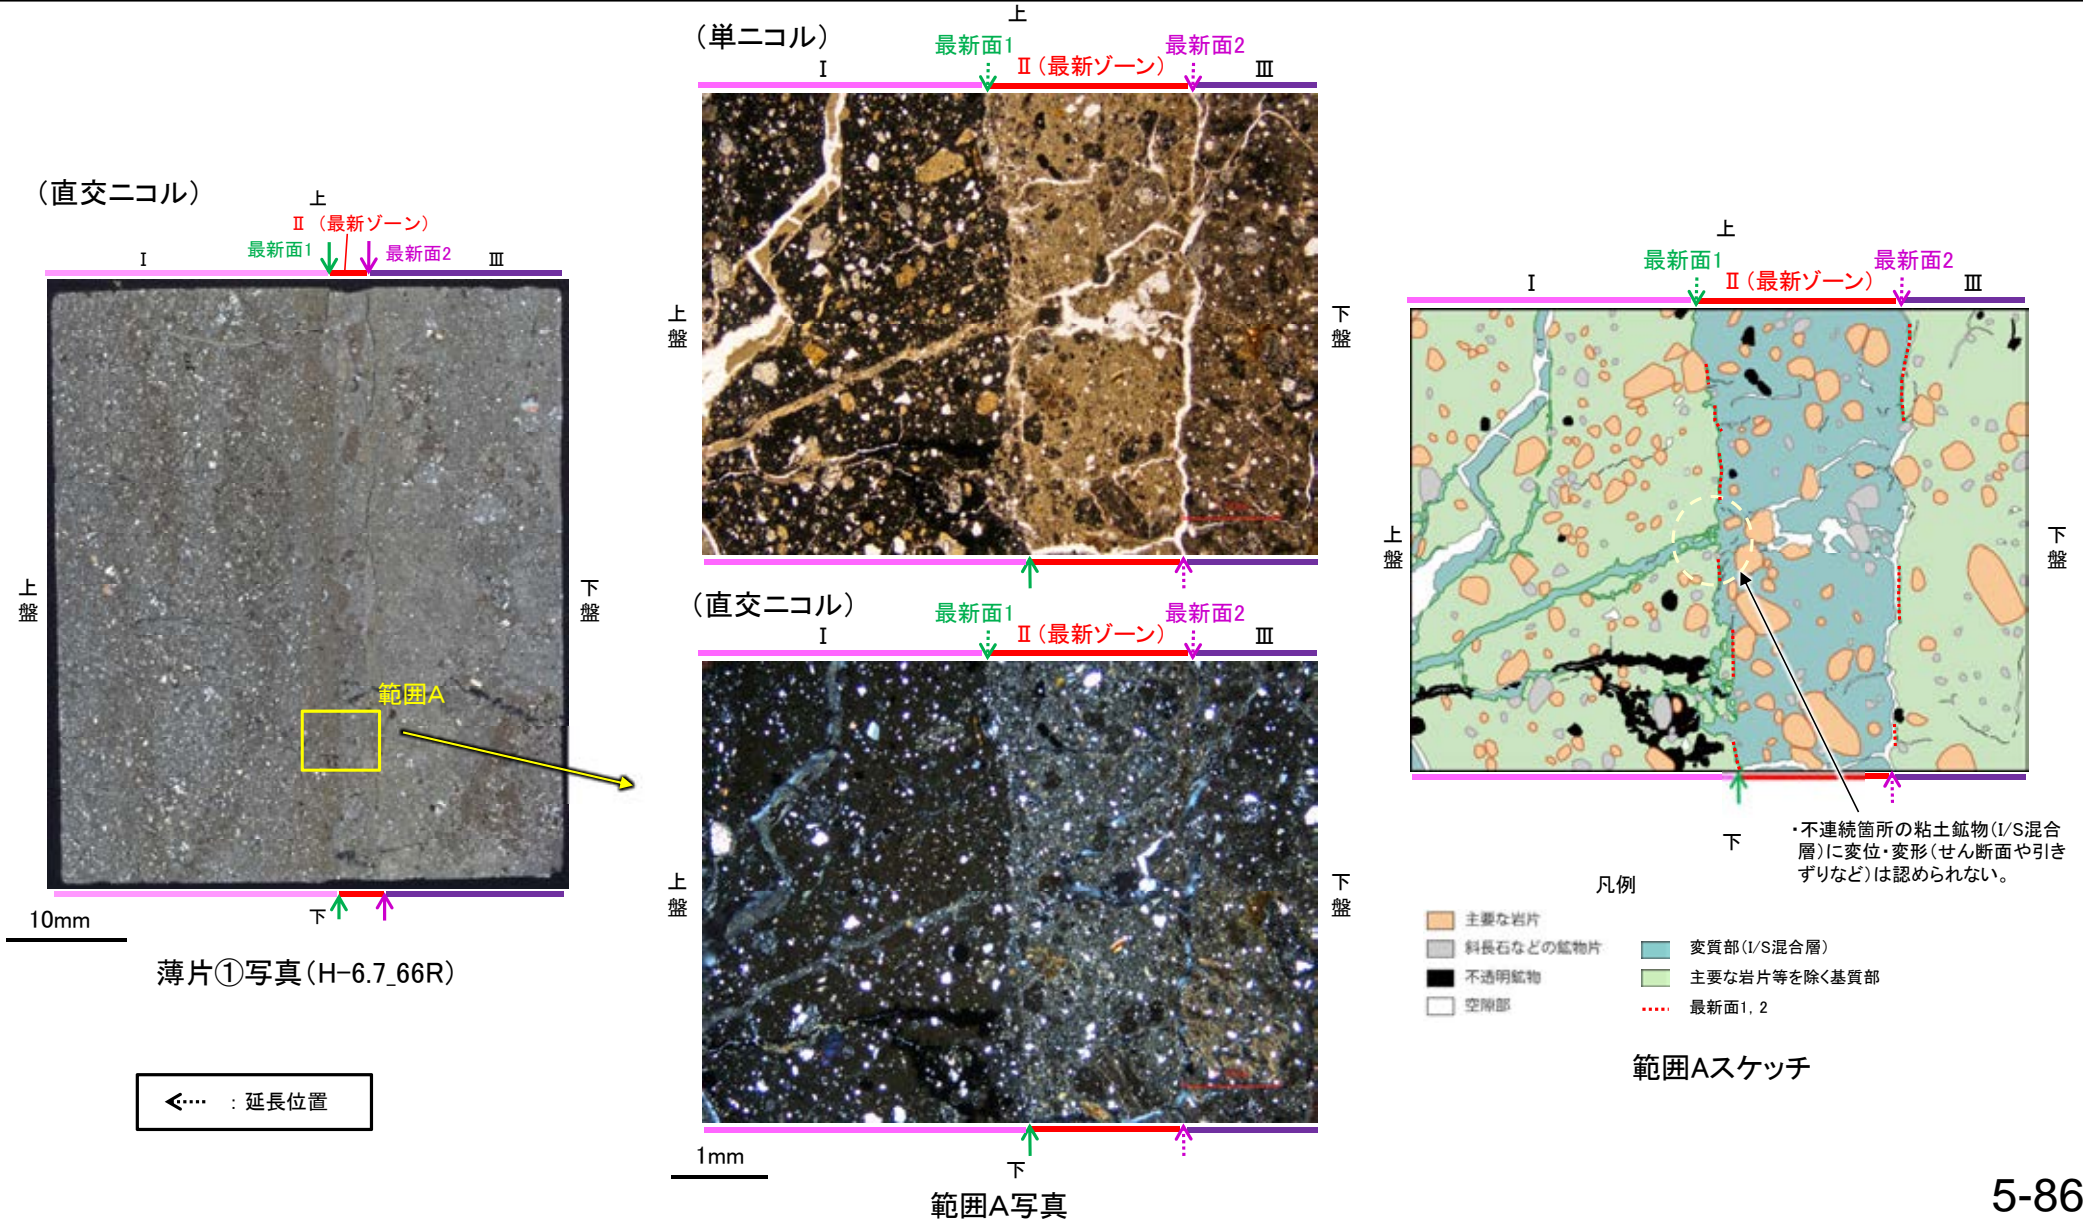 （直交ニコル）
上
Ⅱ（最新ゾーン）
最新面1
最新面2
Ⅰ
Ⅲ
上盤
下盤
範囲A
下
10mm
薄片①写真（H-6.7_66R）
：延長位置
（単ニコル）
上
最新面1
最新面2
Ⅰ
Ⅱ（最新ゾーン）
Ⅲ
上盤
下盤
（直交ニコル）
最新面1
最新面2
Ⅰ
Ⅱ（最新ゾーン）
Ⅲ
上盤
下盤
下
1mm
範囲A写真
上
最新面1
最新面2
Ⅰ
Ⅱ（最新ゾーン）
Ⅲ
上盤
下盤
下
・不連続箇所の粘土鉱物（I/S混合
層）に変位・変形（せん断面や引き
ずりなど）は認められない。
凡例
主要な岩片
斜長石などの鉱物片
不透明鉱物
空隙部
変質部（I/S混合層）
主要な岩片等を除く基質部
最新面1，2
範囲Aスケッチ
5-86